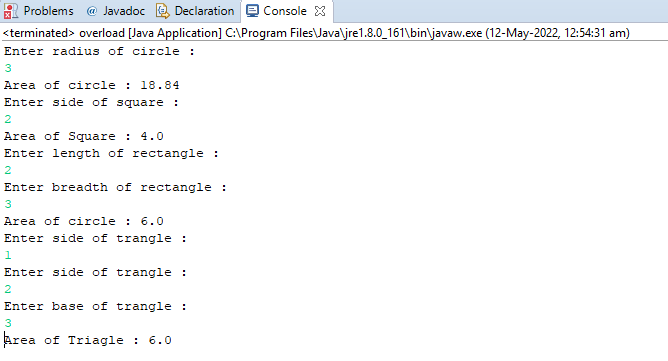 Problems @ Javadoc Declaration Console
<terminated> overload [Java Application] C:\Program Files\Java\jre1.8.0_161\bin\javaw.exe (12-May-2022, 12:54:31 am)
Enter radius of circle :
3
Area of circle : 18.84
Enter side of square :
2
Area of Square : 4.0
Enter length of rectangle :
2
Enter breadth of rectangle :
3
Area of circle : 6.0
Enter side of trangle :
1
Enter side of trangle :
2
Enter base of trangle :
3
Area of Triagle : 6.0